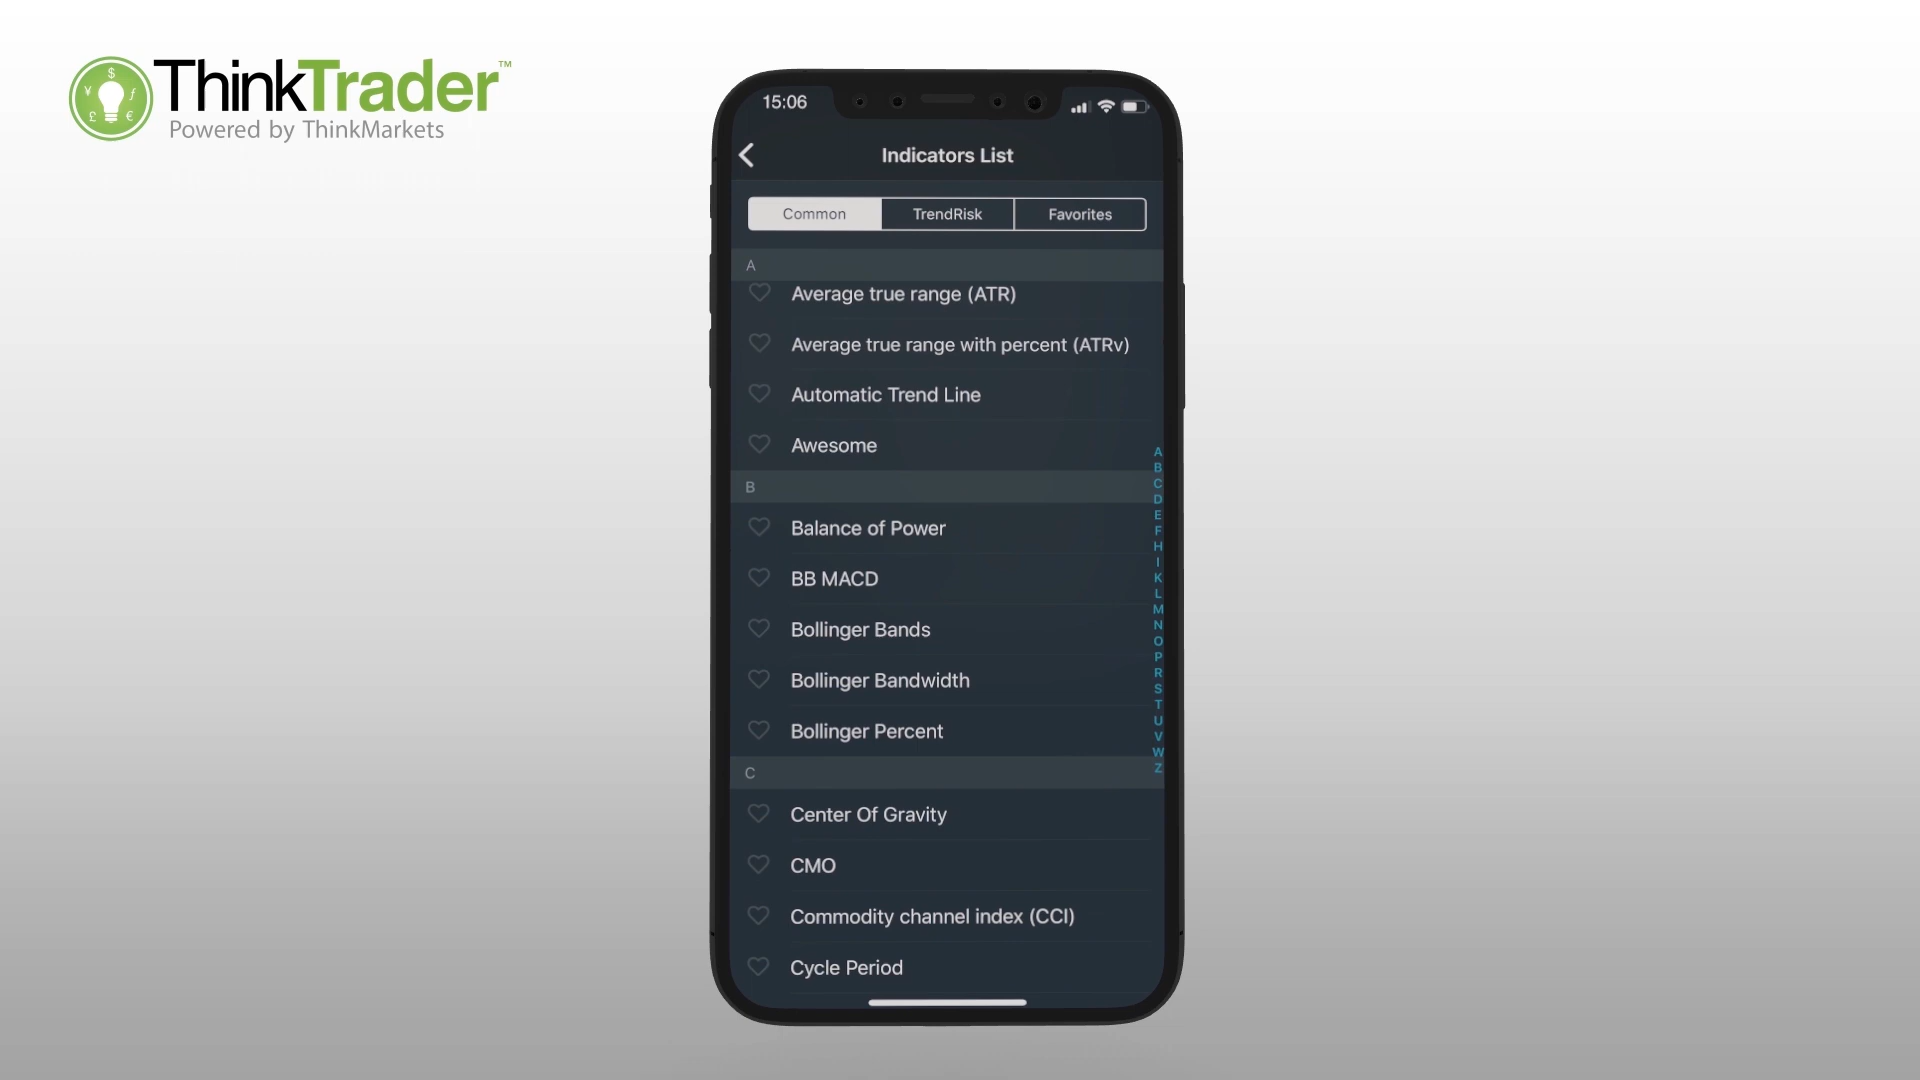 ThinkTrader™
Powered by ThinkMarkets
$
¥
ƒ
£
€
15:06
Indicators List
Common
TrendRisk
Favorites
A
Average true range (ATR)
Average true range with percent (ATRv)
Automatic Trend Line
Awesome
B
Balance of Power
BB MACD
Bollinger Bands
Bollinger Bandwidth
Bollinger Percent
C
Center Of Gravity
CMO
Commodity channel index (CCI)
Cycle Period
A
B
C
D
E
F
H
I
K
L
M
N
O
P
R
S
T
U
V
W
Z